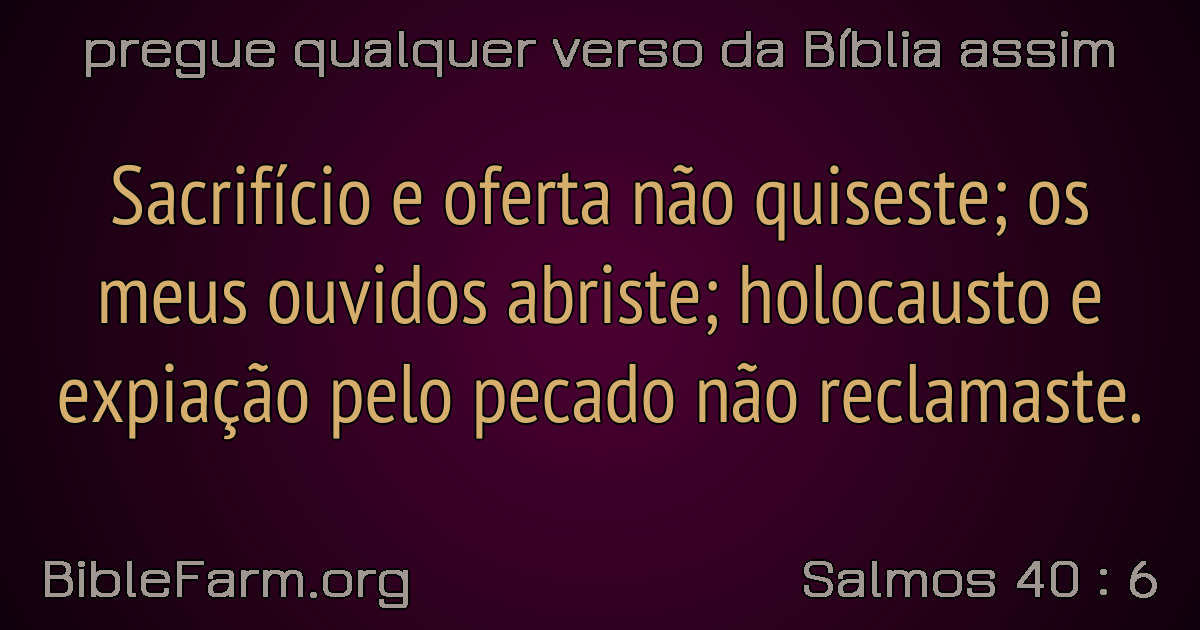 pregue qualquer verso da Bíblia assim
Sacrifício e oferta não quiseste; os
meus ouvidos abriste; holocausto e
expiação pelo pecado não reclamaste.
BibleFarm.org
Salmos 40 : 6